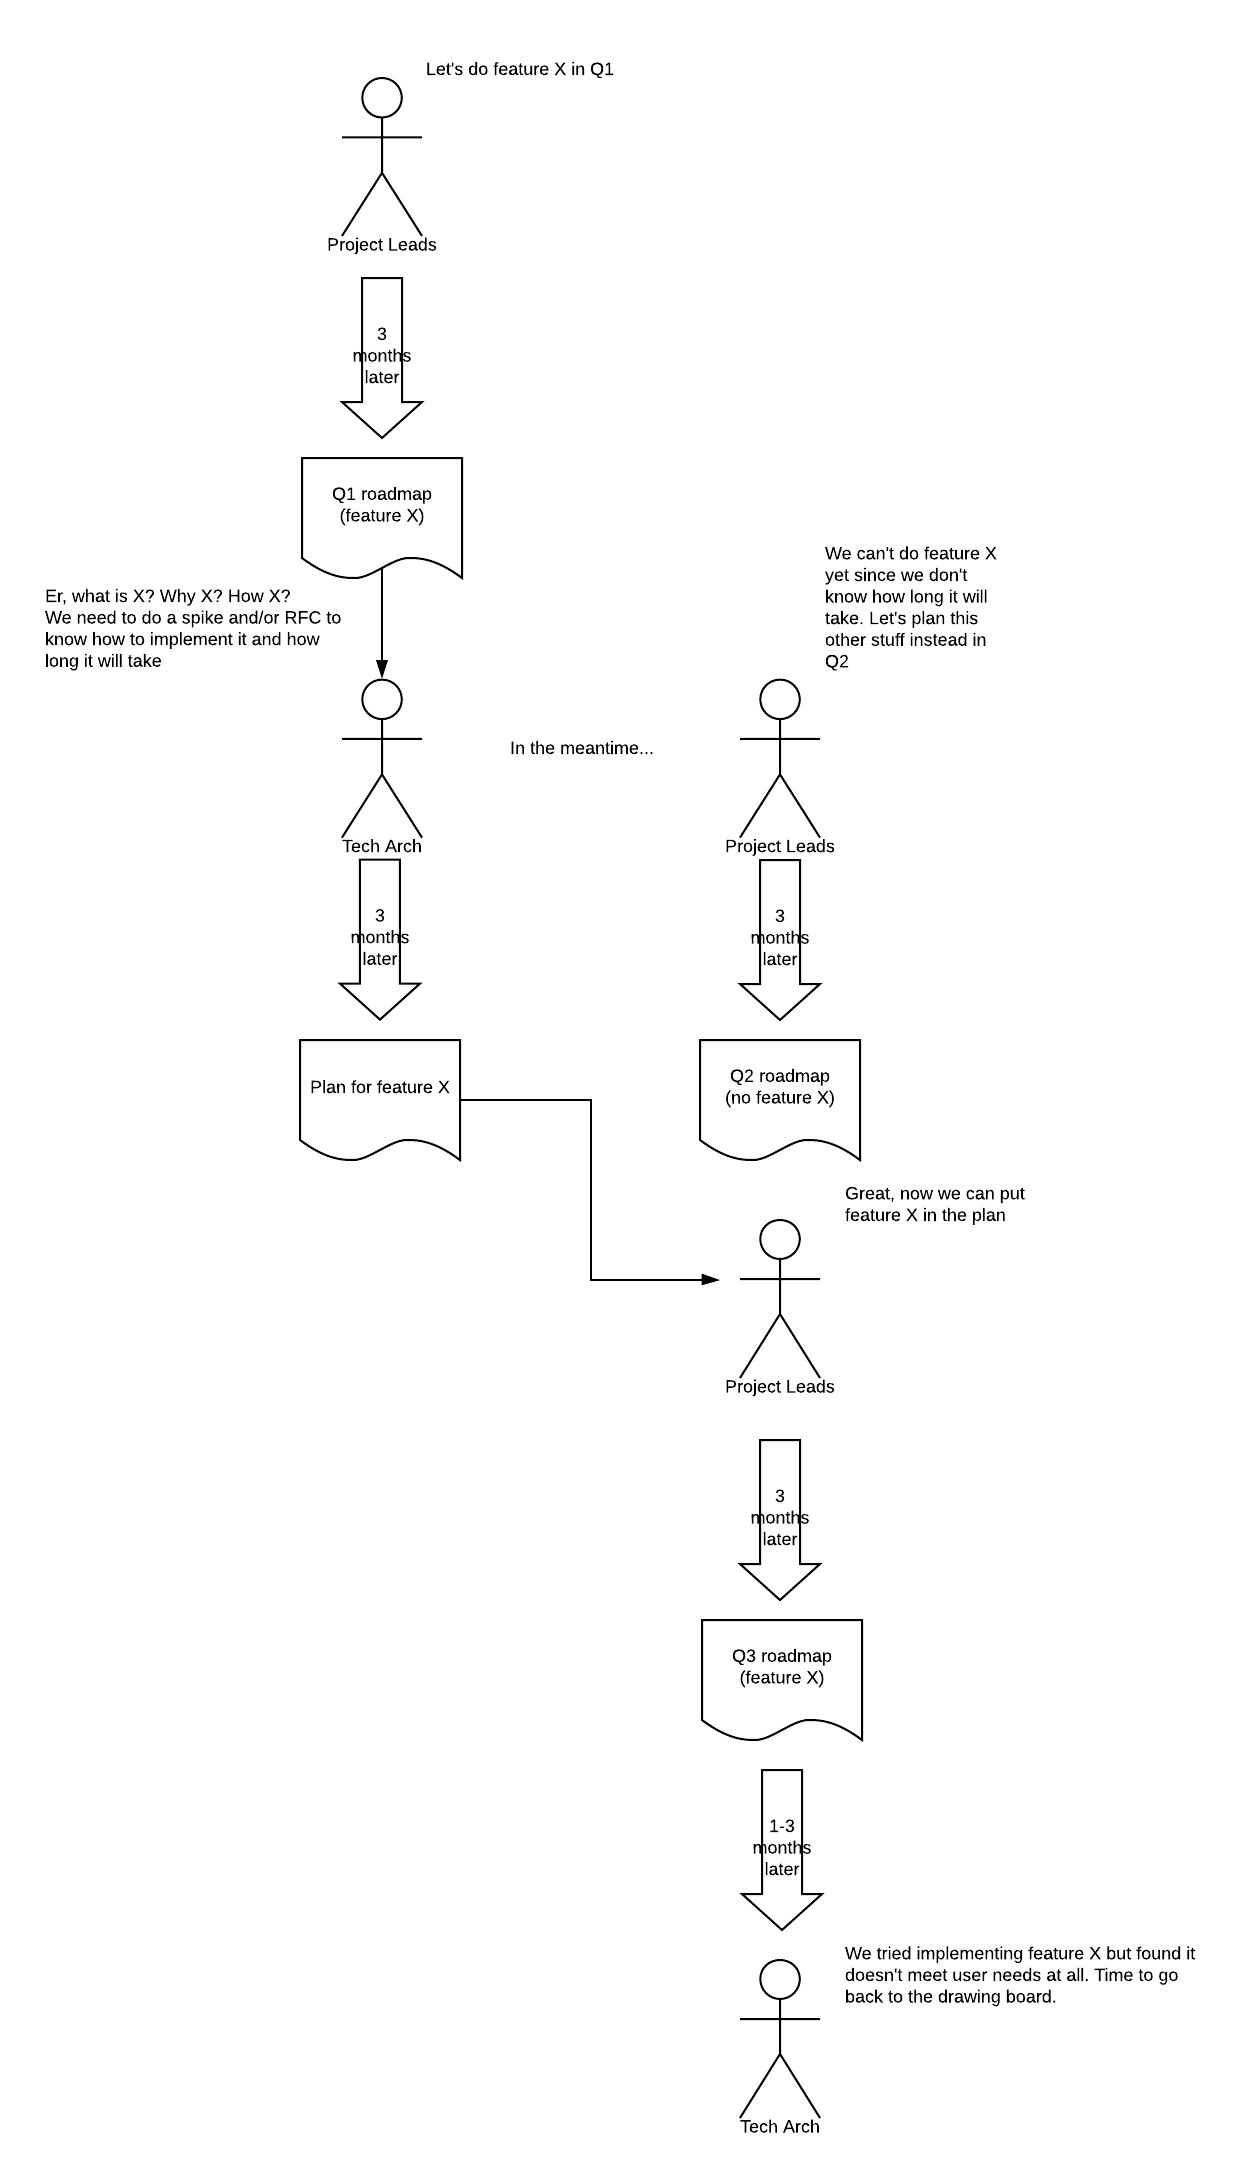 Let's do feature X in Q1
Project Leads
3
months
later
Q1 roadmap
(feature X)
Er, what is X? Why X? How X?
We need to do a spike and/or RFC to
know how to implement it and how
long it will take
Tech Arch
In the meantime...
We can't do feature X
yet since we don't
know how long it will
take. Let's plan this
other stuff instead in
Q2
Project Leads
3
months
later
3
months
later
Plan for feature X
Q2 roadmap
(no feature X)
Great, now we can put
feature X in the plan
Project Leads
3
months
later
Q3 roadmap
(feature X)
1-3
months
later
We tried implementing feature X but found it
doesn't meet user needs at all. Time to go
back to the drawing board.
Tech Arch